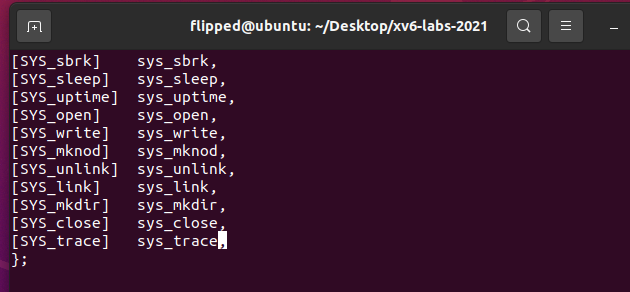 flipped@ubuntu: ~/Desktop/xv6-labs-2021
[SYS_sbrk]    sys_sbrk,
[SYS_sleep]   sys_sleep,
[SYS_uptime]  sys_uptime,
[SYS_open]    sys_open,
[SYS_write]   sys_write,
[SYS_mknod]   sys_mknod,
[SYS_unlink]  sys_unlink,
[SYS_link]    sys_link,
[SYS_mkdir]   sys_mkdir,
[SYS_close]   sys_close,
[SYS_trace]   sys_trace,
};